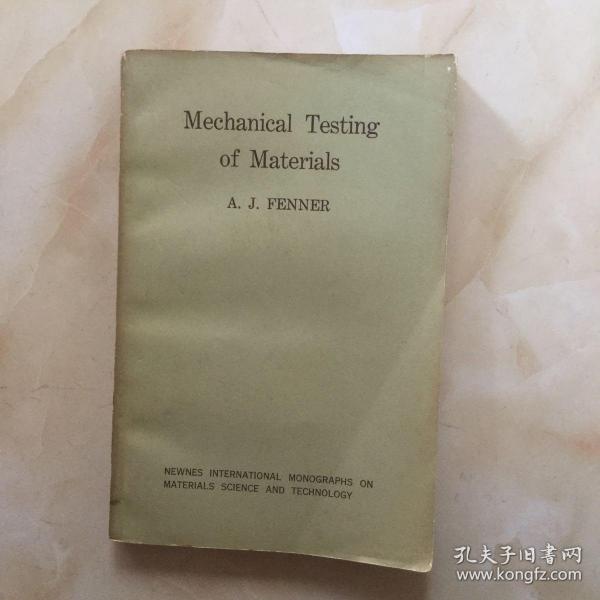 Mechanical Testing
of Materials
A. J. FENNER
NEWNES INTERNATIONAL MONOGRAPHS ON
MATERIALS SCIENCE AND TECHNOLOGY
孔夫子旧书网
www.kongfz.com